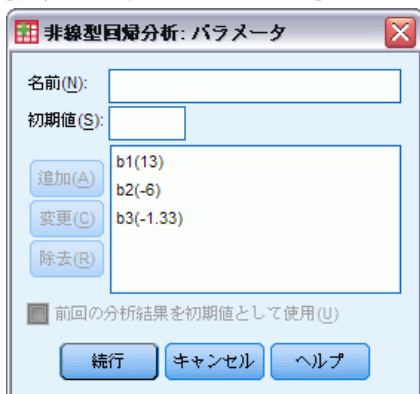 非線型回帰分析: パラメータ
名前(N):
初期値(S):
追加(A)
変更(C)
除去(R)
b1(13)
b2(-6)
b3(-1.33)
前回の分析結果を初期値として使用(U)
続行 キャンセル ヘルプ